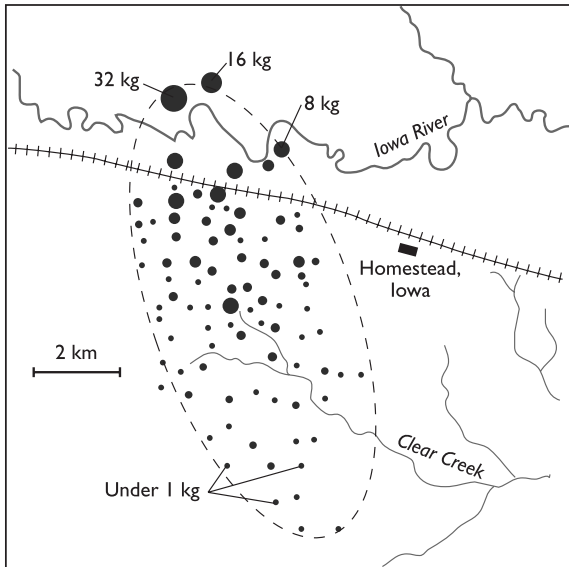 16 kg
32 kg
8 kg
Iowa River
Homestead,
Iowa
2 km
Clear Creek
Under 1 kg